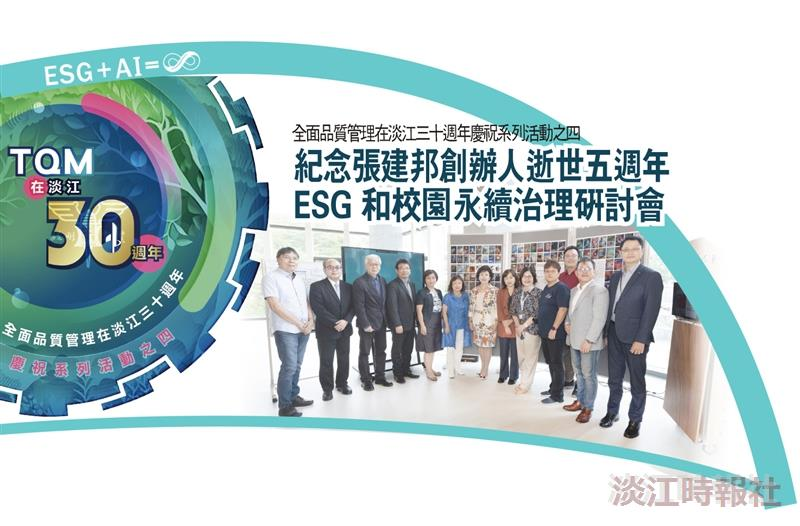 ESG+AI=∞
TQM
在淡江
30
週年
全面品質管理在淡江三十週年
慶祝系列活動之四
全面品質管理在淡江三十週年慶祝系列活動之四
紀念張建邦創辦人逝世五週年
ESG 和校園永續治理研討會
淡江時報社